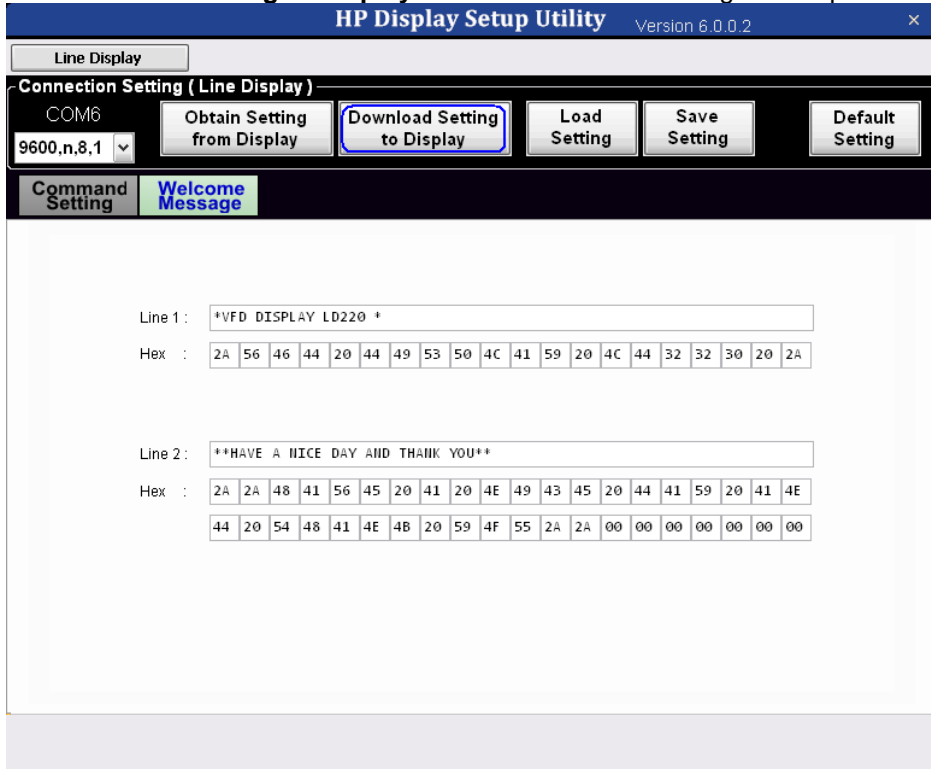 HP Display Setup Utility Version 6.0.0.2 ×
Line Display
Connection Setting ( Line Display )
COM6
9600,n,8,1
Obtain Setting
from Display
Download Setting
to Display
Load
Setting
Save
Setting
Default
Setting
Command
Setting
Welcome
Message
Line 1 : *VFD DISPLAY LD220 *
Hex : 2A 56 46 44 20 44 49 53 50 4C 41 59 20 4C 44 32 32 30 20 2A
Line 2 : **HAVE A NICE DAY AND THANK YOU**
Hex : 2A 2A 48 41 56 45 20 41 20 4E 49 43 45 20 44 41 59 20 41 4E
44 20 54 48 41 4E 4B 20 59 4F 55 2A 2A 00 00 00 00 00 00 00